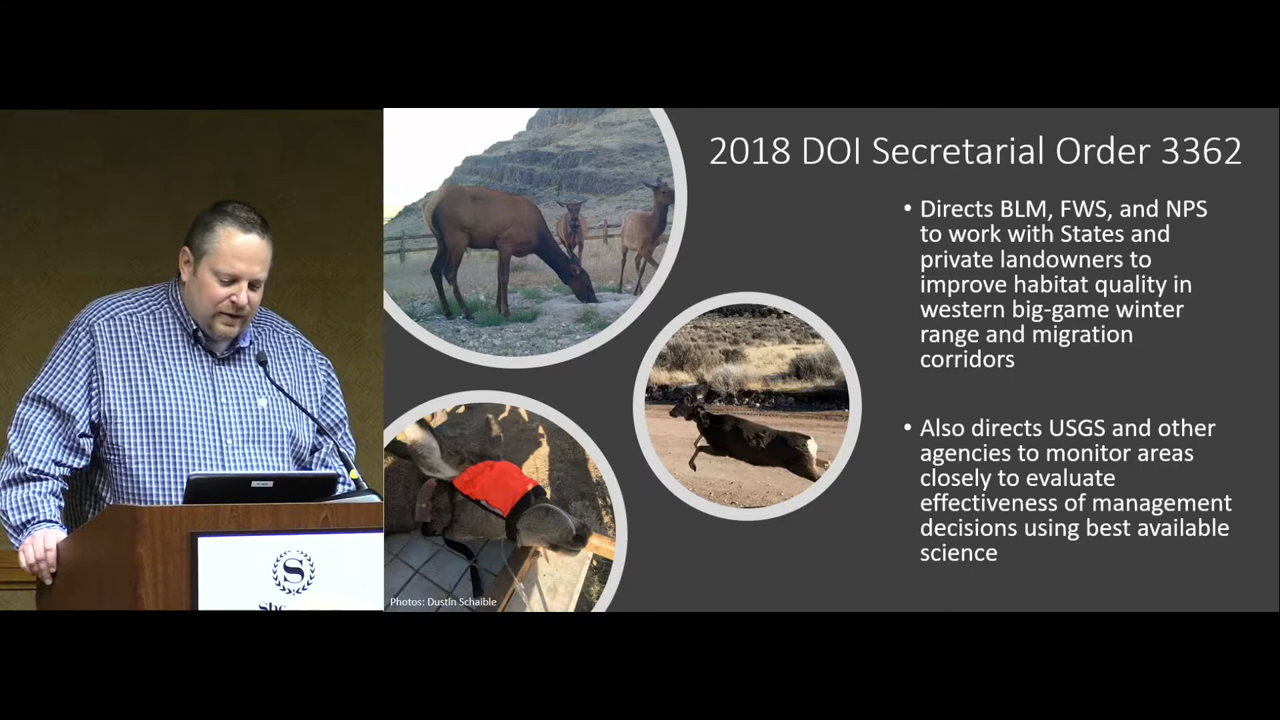 2018 DOI Secretarial Order 3362
• Directs BLM, FWS, and NPS
to work with States and
private landowners to
improve habitat quality in
western big-game winter
range and migration
corridors
• Also directs USGS and other
agencies to monitor areas
closely to evaluate
effectiveness of management
decisions using best available
science
Photos: Dustin Schaible
S